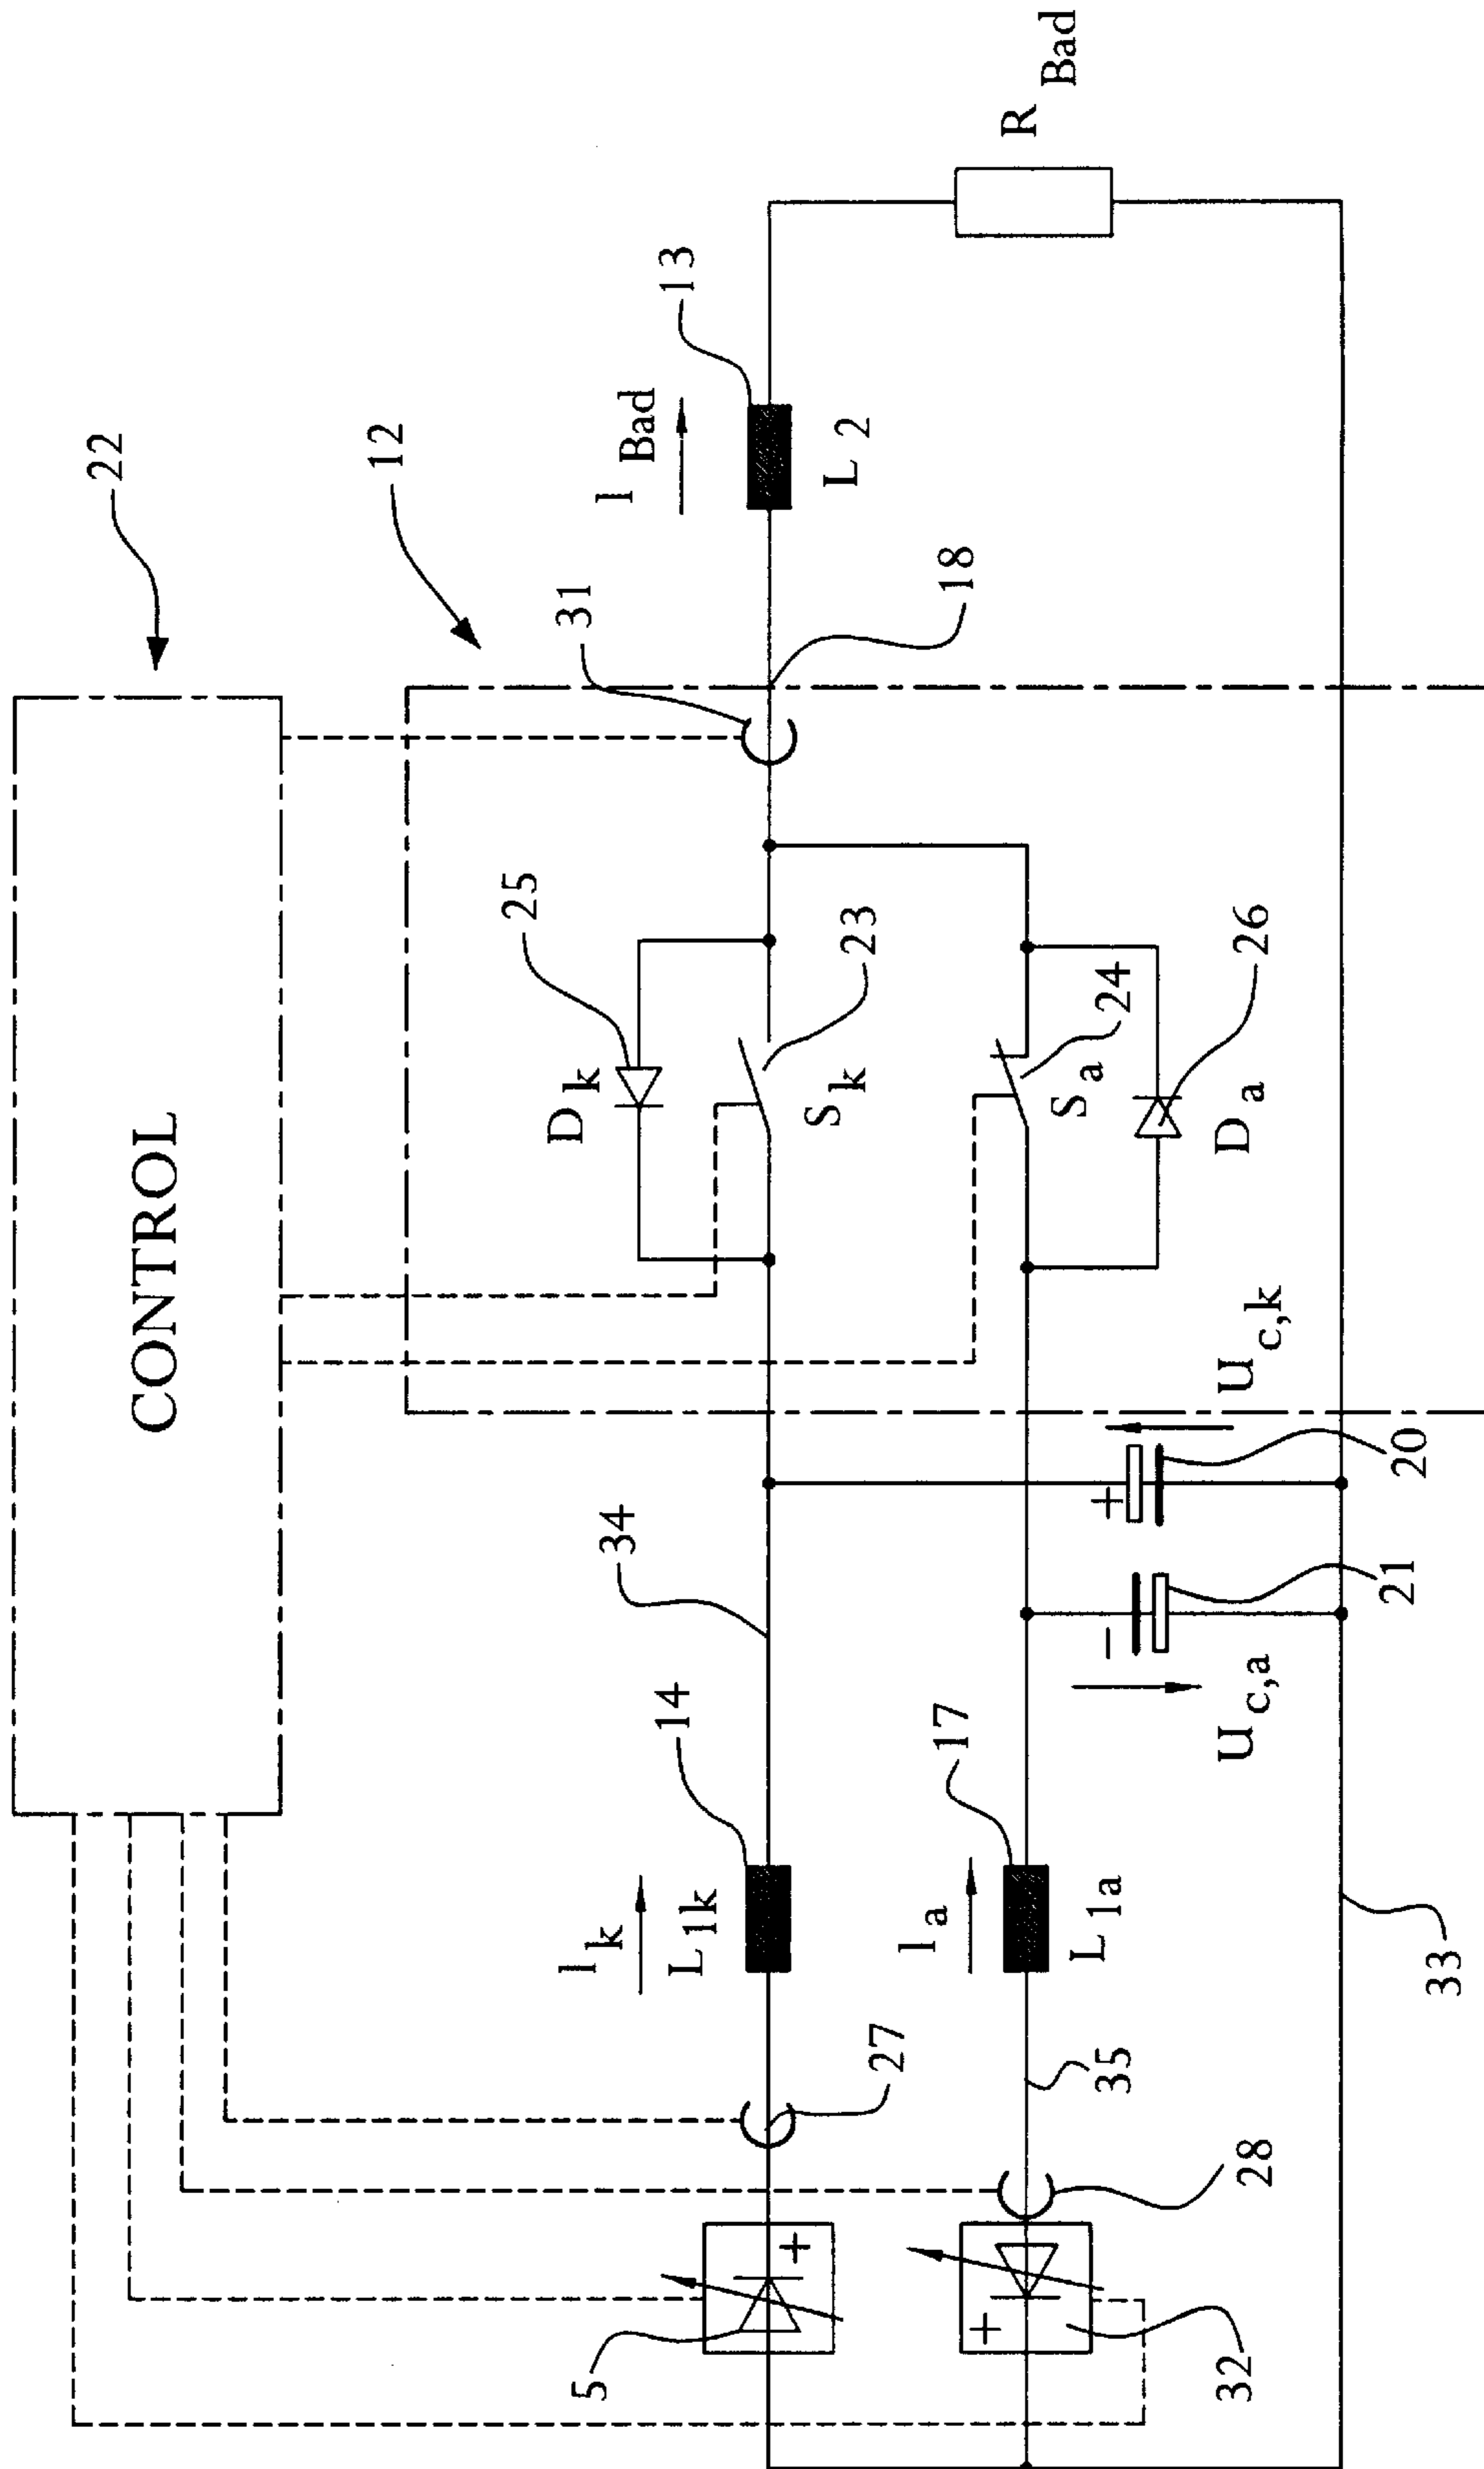 CONTROL
22
12
5
27
I k
L 1k
14
34
D k
25
S k
23
31
18
I Bad
13
L 2
R Bad
32
28
35
I a
L 1a
17
S a
24
D a
26
-
U c,a
21
+
U c,k
20
33
+
+